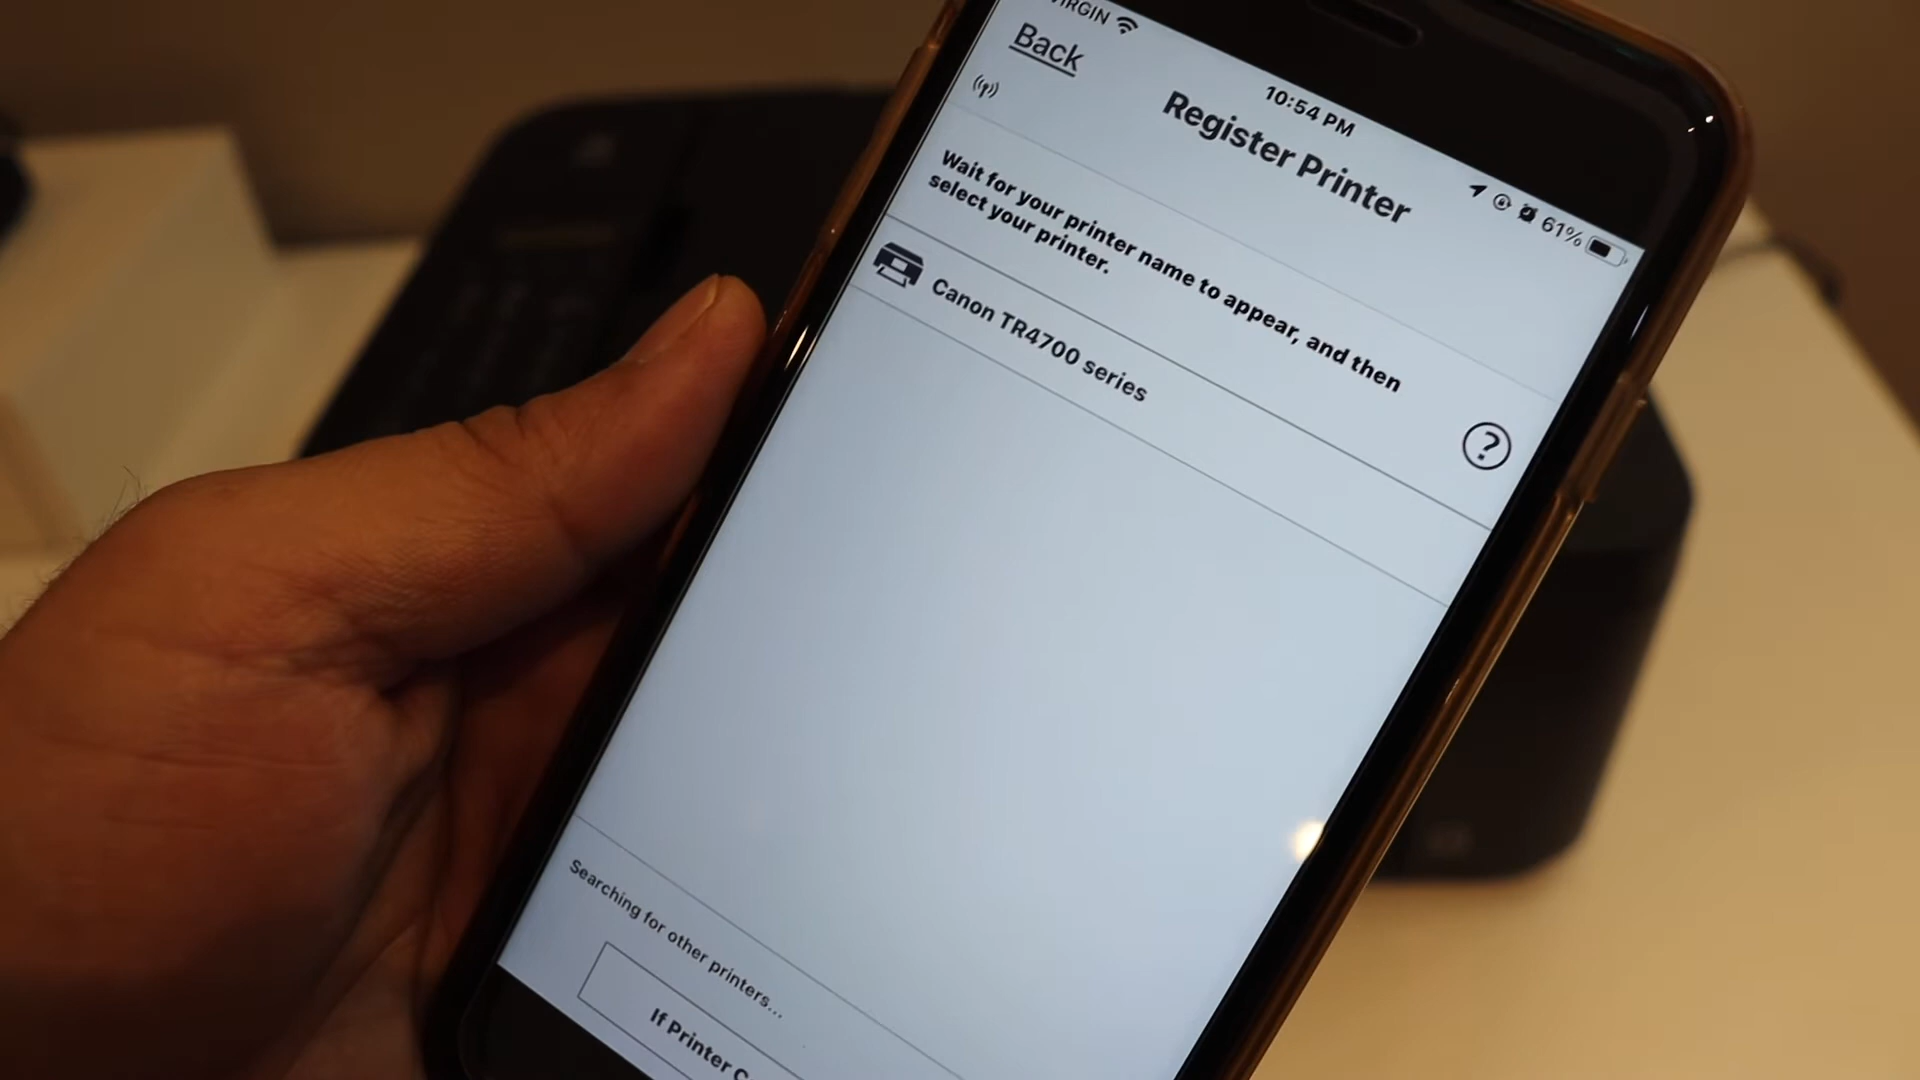 Back
10:54 PM
61%
Register Printer
Wait for your printer name to appear, and then
select your printer.
?
Canon TR4700 series
Searching for other printers...
If Printer